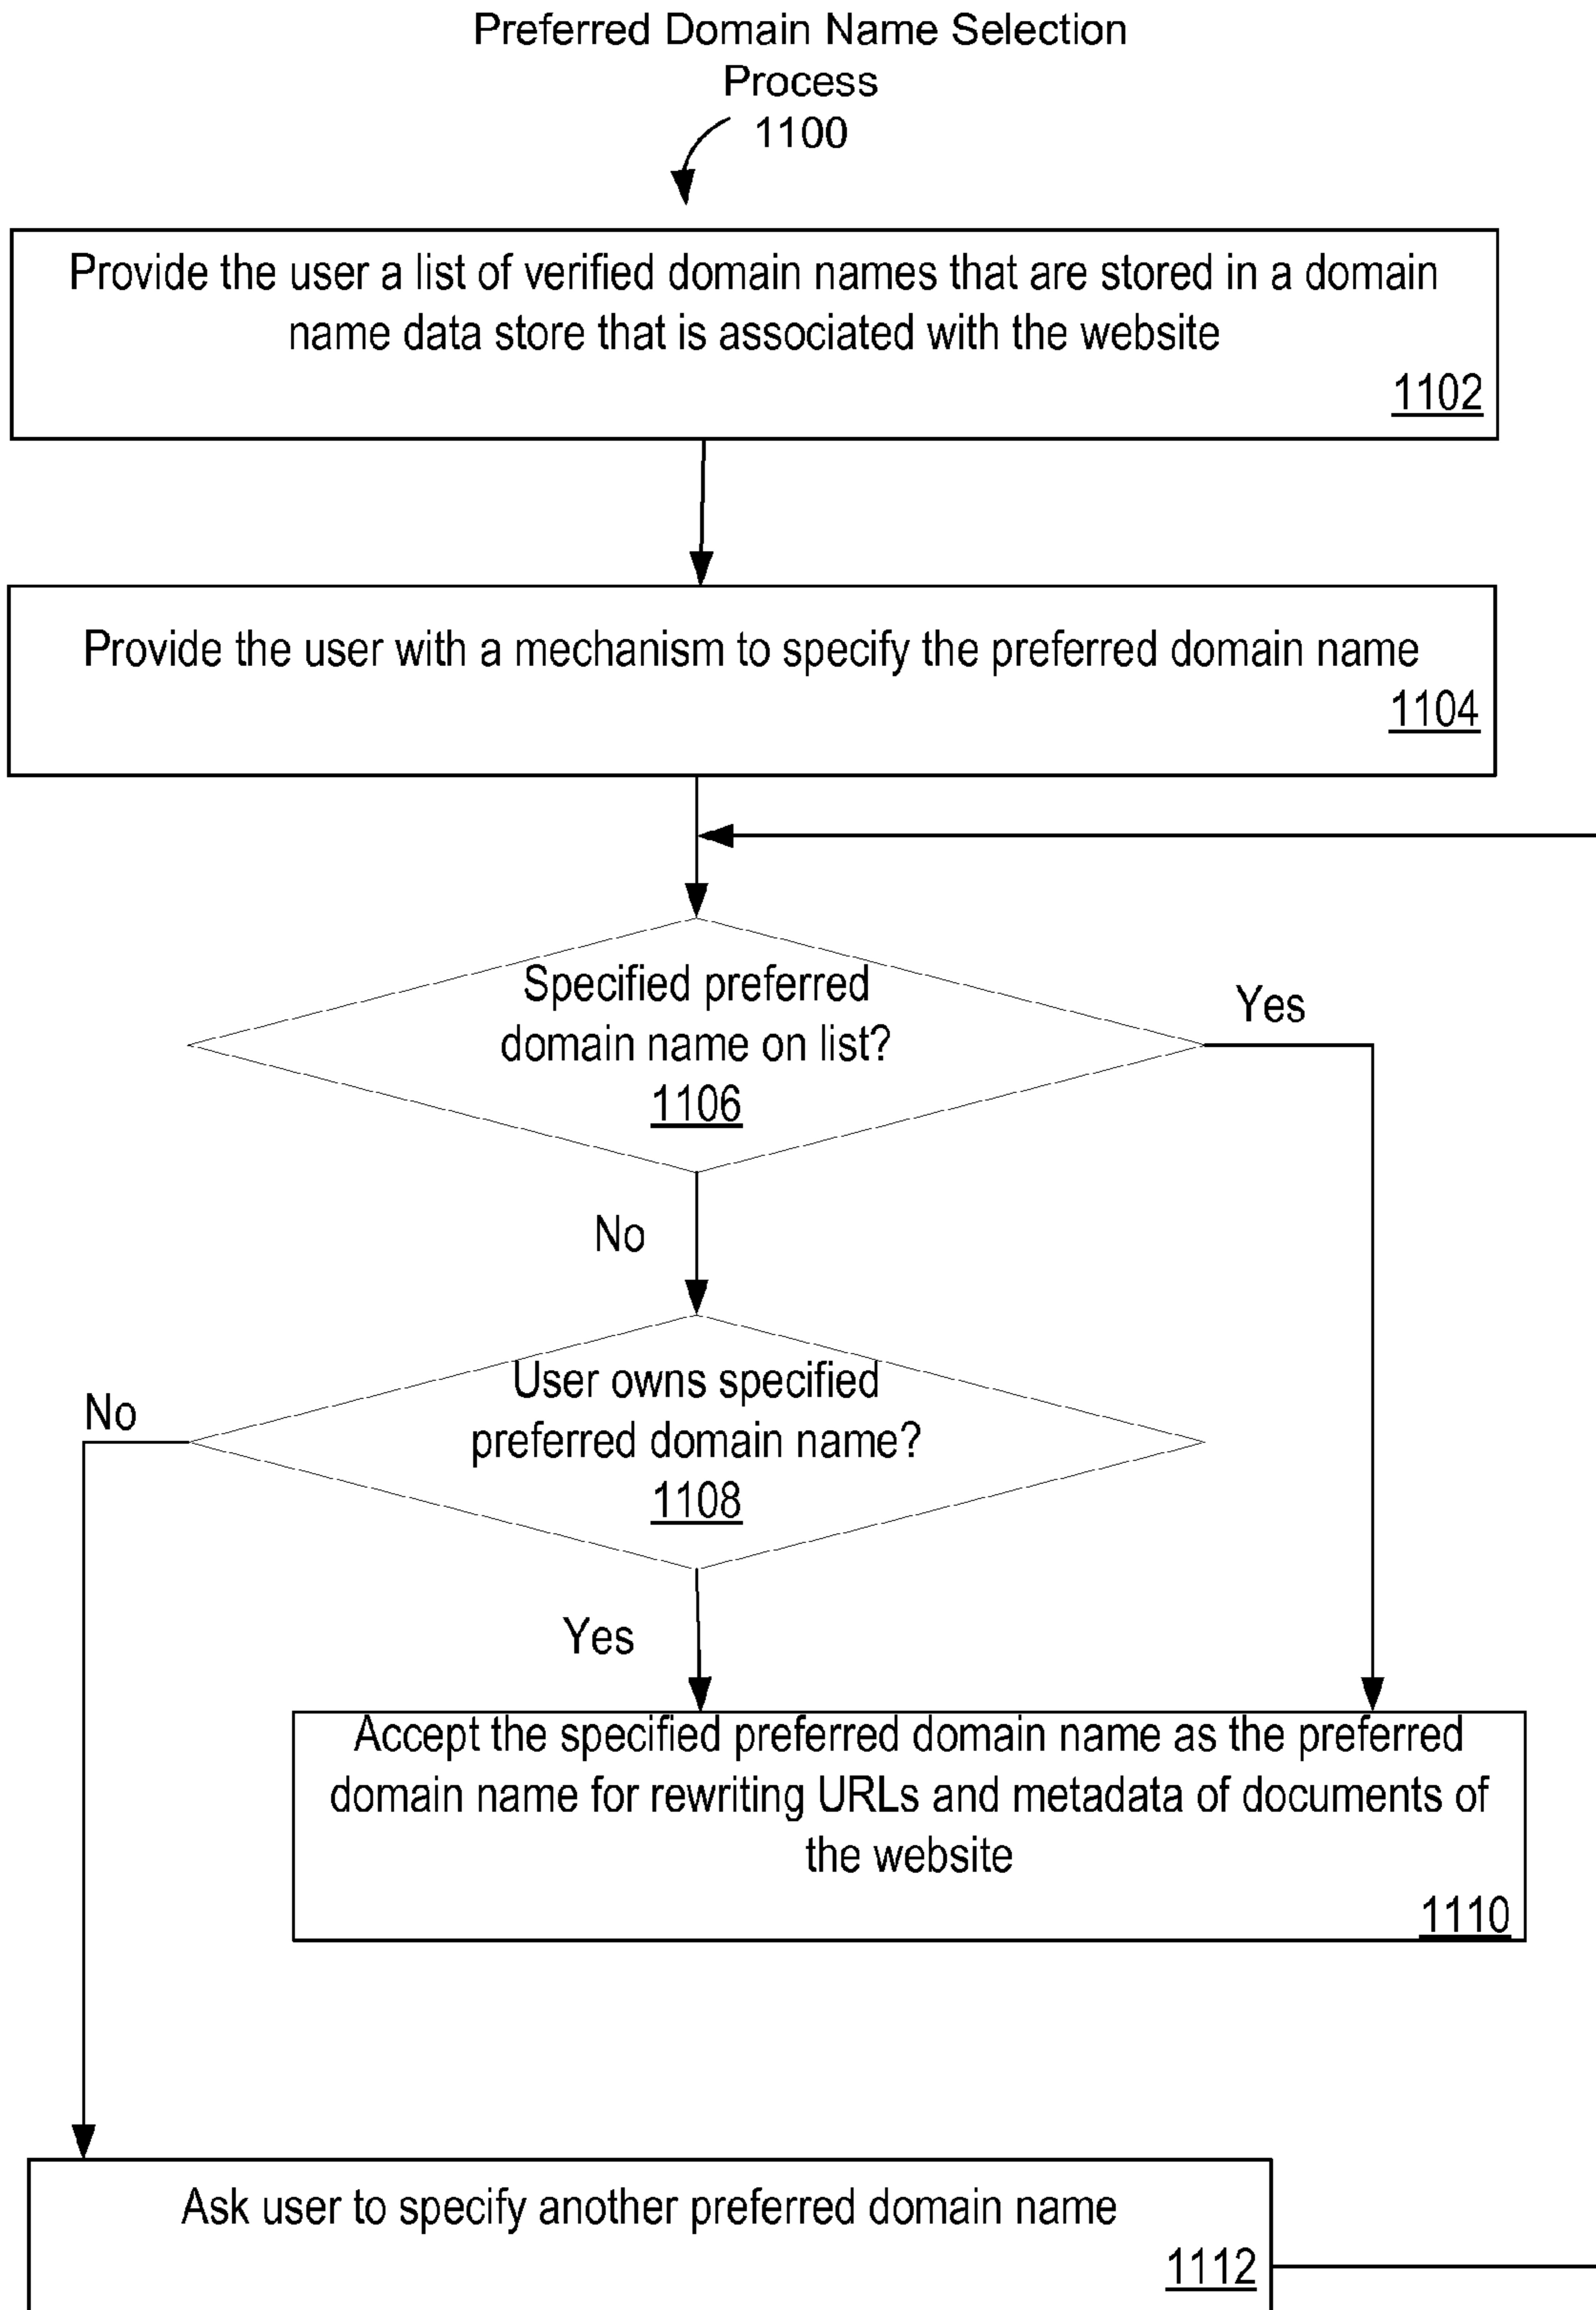 Preferred Domain Name Selection
Process
1100
Provide the user a list of verified domain names that are stored in a domain
name data store that is associated with the website
1102
Provide the user with a mechanism to specify the preferred domain name
1104
Specified preferred
domain name on list?
1106
Yes
No
User owns specified
preferred domain name?
1108
No
Yes
Accept the specified preferred domain name as the preferred
domain name for rewriting URLs and metadata of documents of
the website
1110
Ask user to specify another preferred domain name
1112